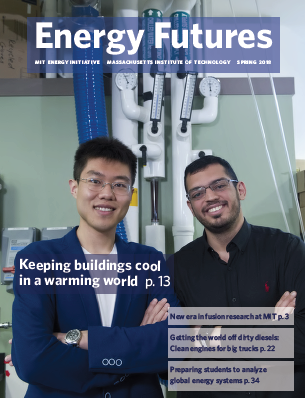 Energy Futures
MIT ENERGY INITIATIVE MASSACHUSETTS INSTITUTE OF TECHNOLOGY SPRING 2018
Keeping buildings cool
in a warming world p. 13
New era in fusion research at MIT p. 3
Getting the world off dirty diesels:
Clean engines for big trucks p. 22
Preparing students to analyze
global energy systems p. 34